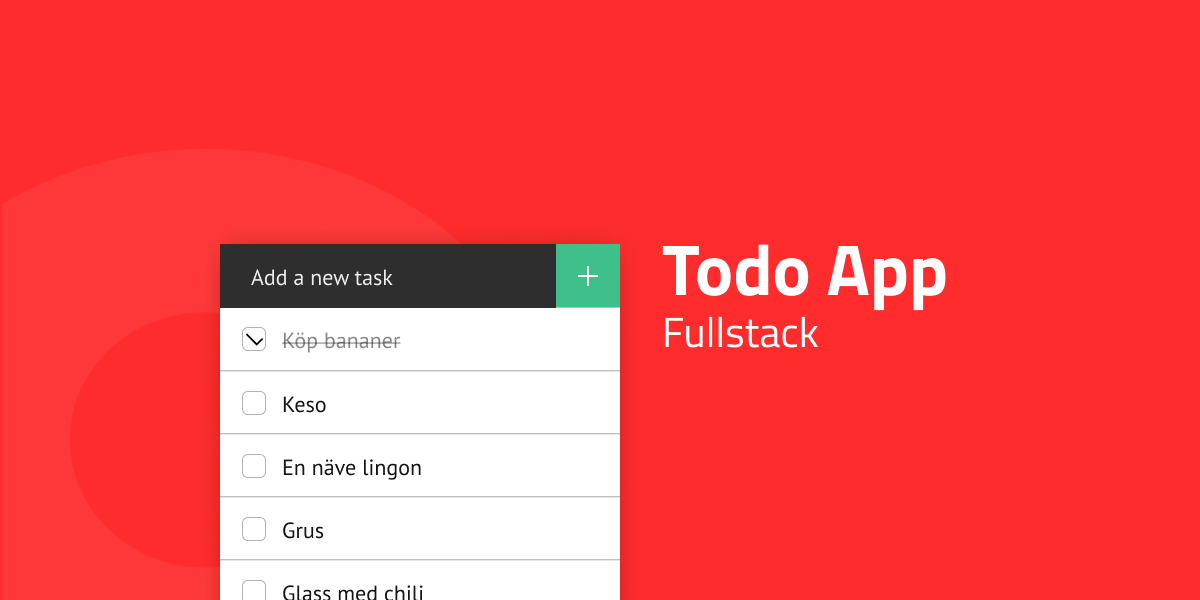 Add a new task
Köp bananer
Keso
En näve lingon
Grus
Glass med chili
Todo App
Fullstack